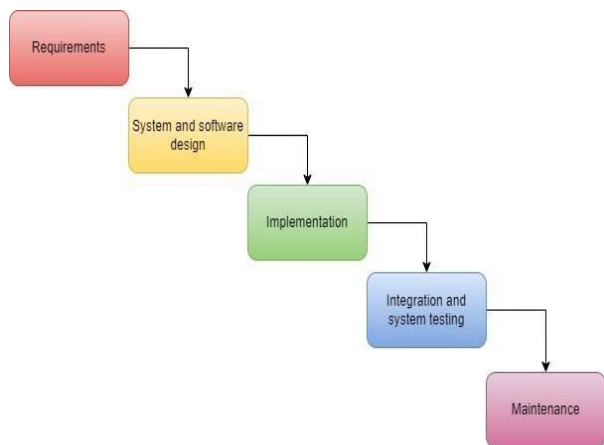 Requirements
System and software
design
Implementation
Integration and
system testing
Maintenance